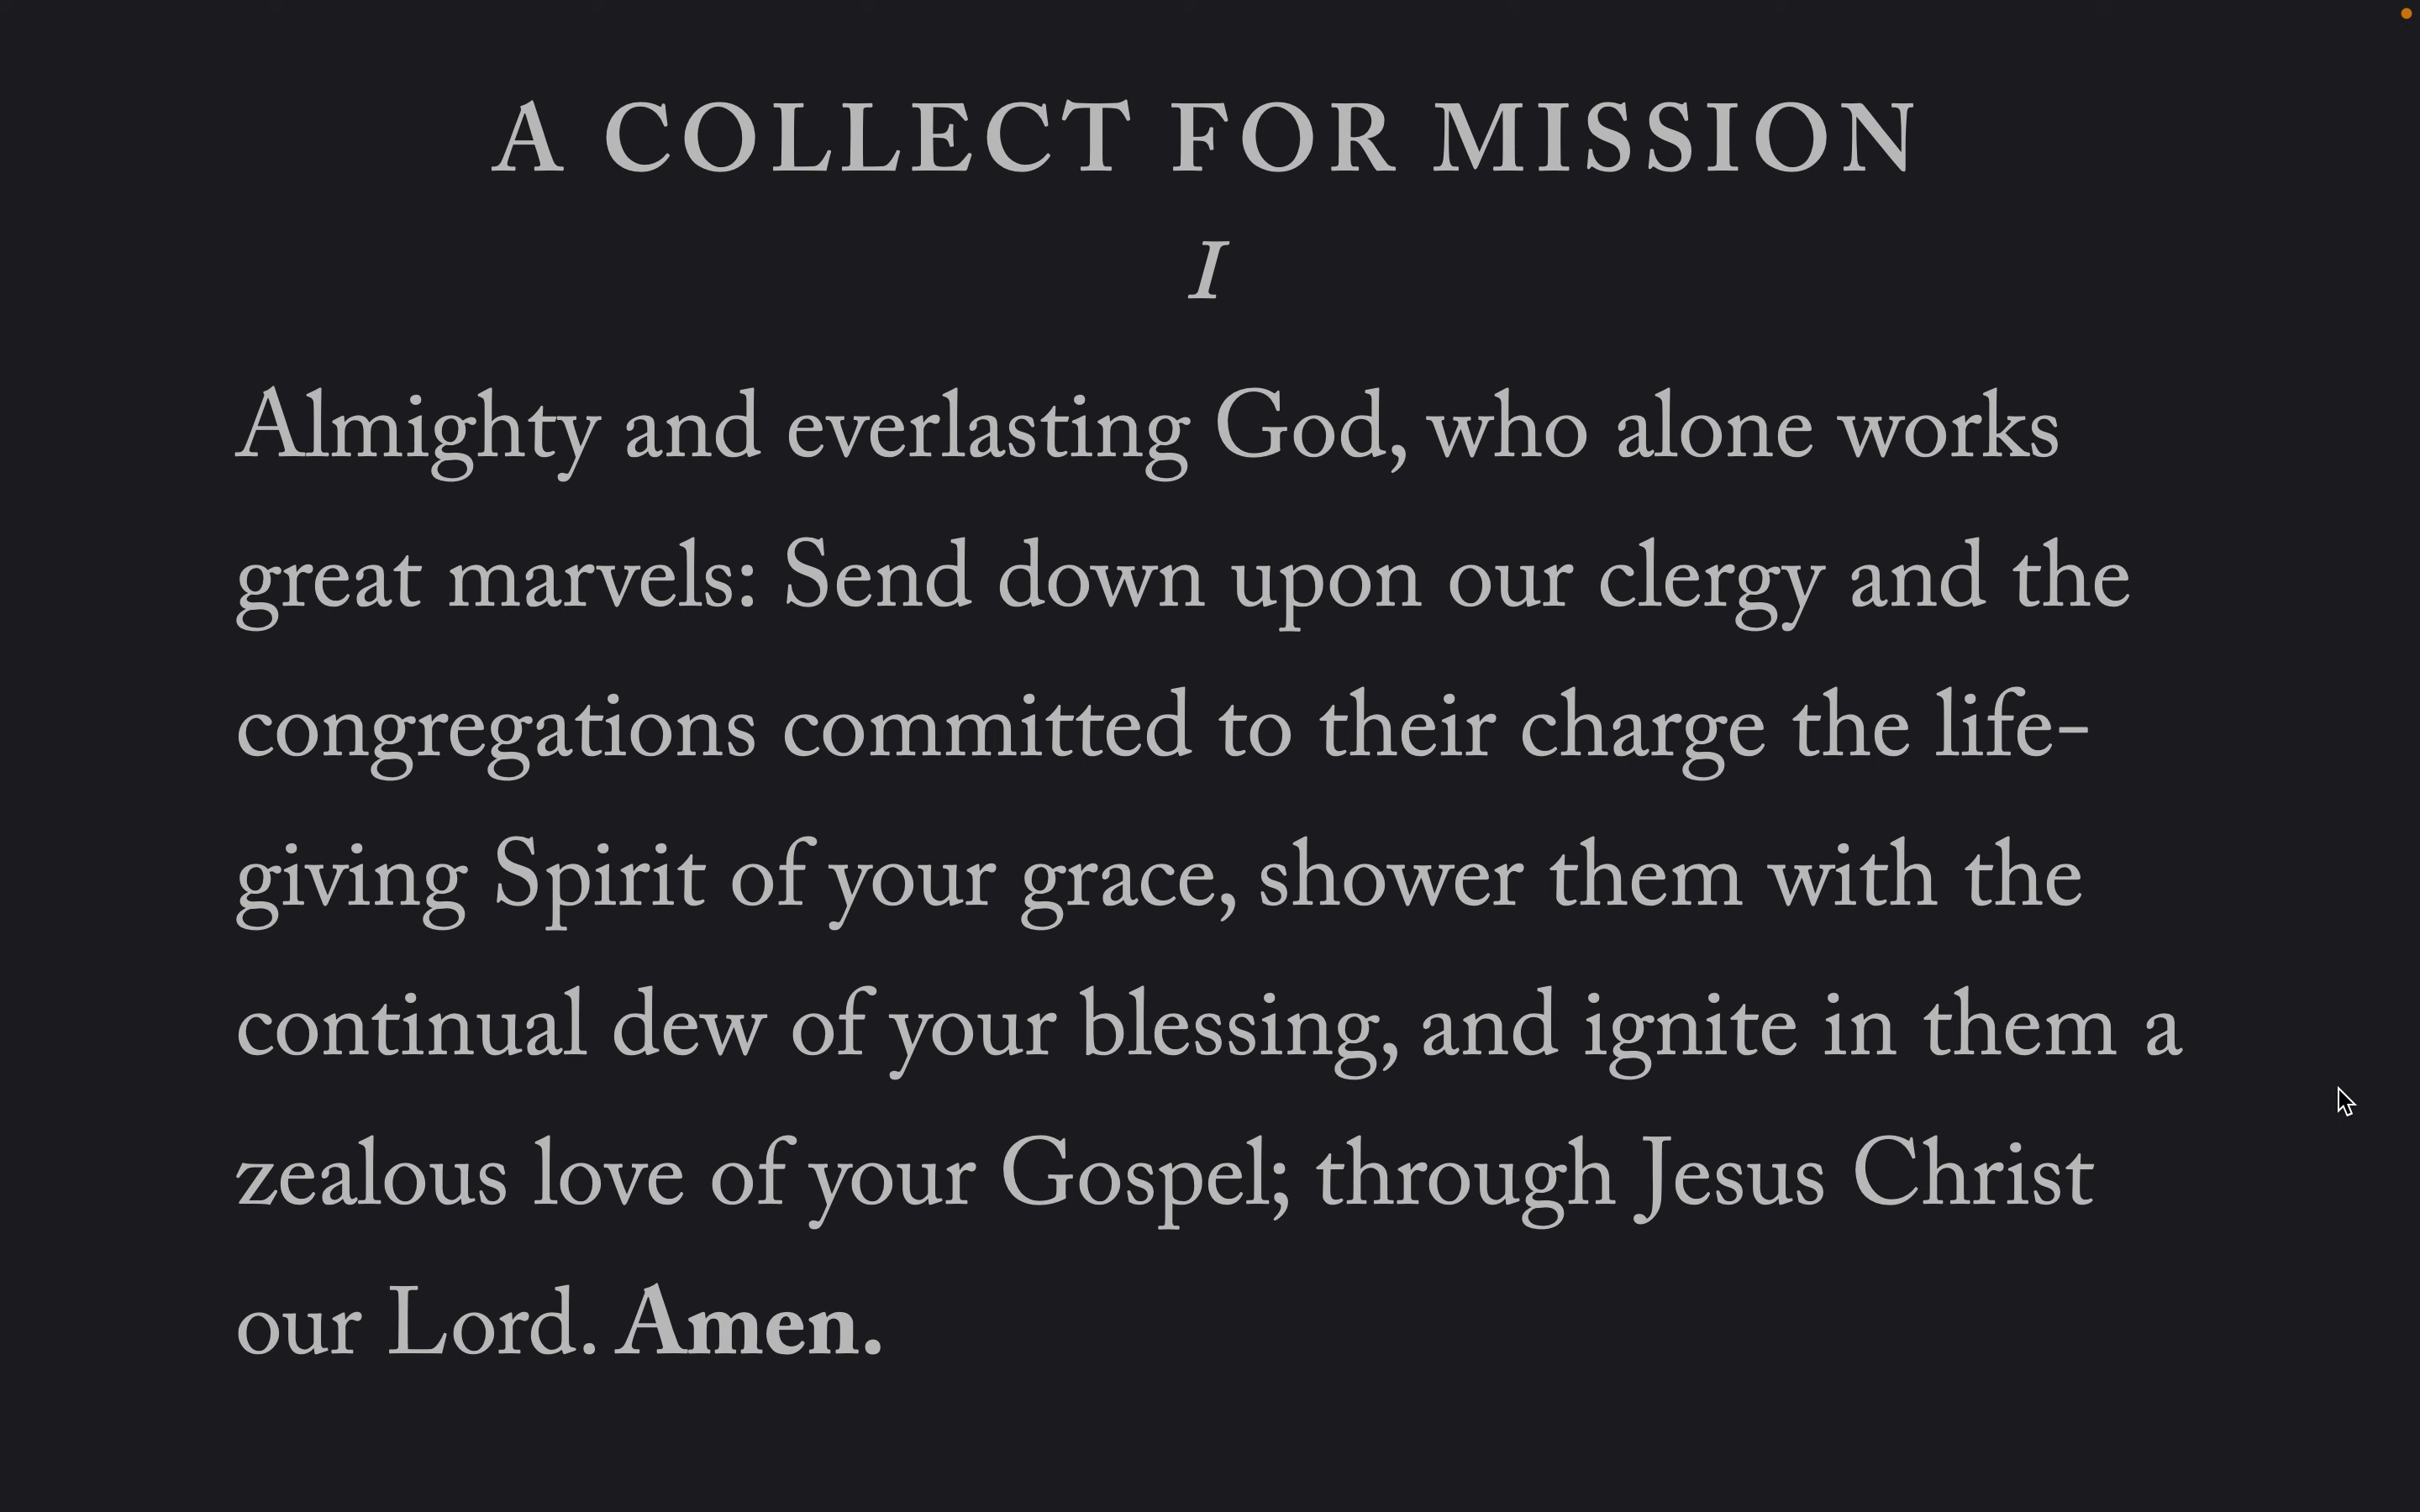 A COLLECT FOR MISSION
I
Almighty and everlasting God, who alone works
great marvels: Send down upon our clergy and the
congregations committed to their charge the life-
giving Spirit of your grace, shower them with the
continual dew of your blessing, and ignite in them a
zealous love of your Gospel; through Jesus Christ
our Lord. Amen.